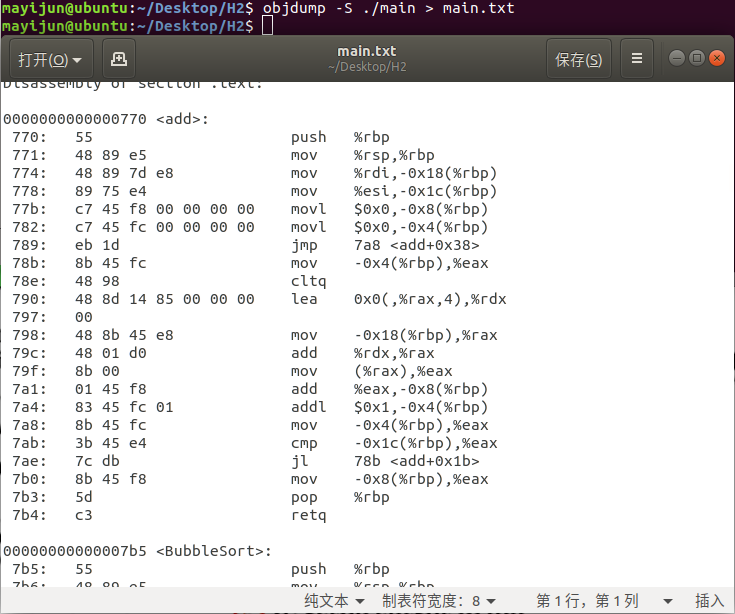 mayijun@ubuntu:~/Desktop/H2$ objdump -S ./main > main.txt
mayijun@ubuntu:~/Desktop/H2$
打开(O) main.txt 保存(S)
~/Desktop/H2
Disassembly of section .text:
0000000000000770 <add>:
770: 55 push %rbp
771: 48 89 e5 mov %rsp,%rbp
774: 48 89 7d e8 mov %rdi,-0x18(%rbp)
778: 89 75 e4 mov %esi,-0x1c(%rbp)
77b: c7 45 f8 00 00 00 00 movl $0x0,-0x8(%rbp)
782: c7 45 fc 00 00 00 00 movl $0x0,-0x4(%rbp)
789: eb 1d jmp 7a8 <add+0x38>
78b: 8b 45 fc mov -0x4(%rbp),%eax
78e: 48 98 cltq
790: 48 8d 14 85 00 00 00 lea 0x0(,%rax,4),%rdx
797: 00
798: 48 8b 45 e8 mov -0x18(%rbp),%rax
79c: 48 01 d0 add %rdx,%rax
79f: 8b 00 mov (%rax),%eax
7a1: 01 45 f8 add %eax,-0x8(%rbp)
7a4: 83 45 fc 01 addl $0x1,-0x4(%rbp)
7a8: 8b 45 fc mov -0x4(%rbp),%eax
7ab: 3b 45 e4 cmp -0x1c(%rbp),%eax
7ae: 7c db jl 78b <add+0x1b>
7b0: 8b 45 f8 mov -0x8(%rbp),%eax
7b3: 5d pop %rbp
7b4: c3 retq
00000000000007b5 <BubbleSort>:
7b5: 55 push %rbp
7b6: 48 89 e5 mov %rsp,%rbp
纯文本 制表符宽度：8 第 1 行，第 1 列 插入